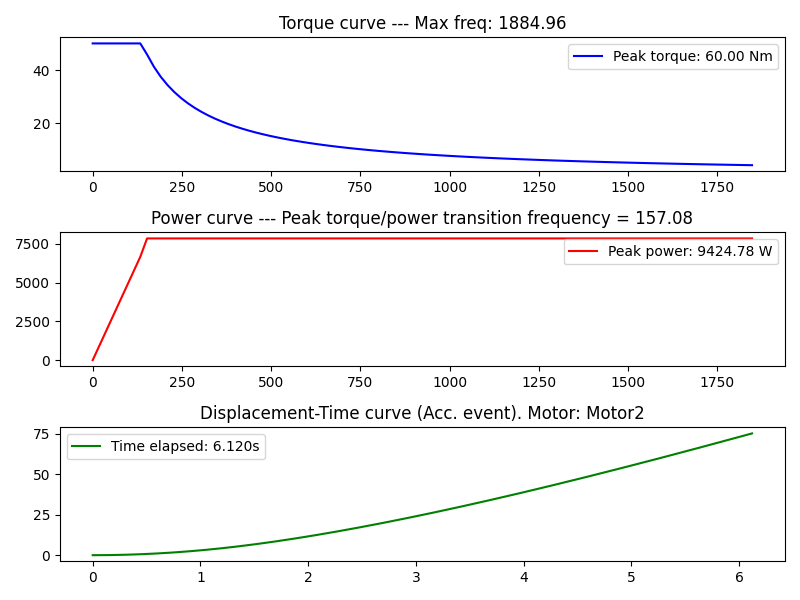 Torque curve --- Max freq: 1884.96
Peak torque: 60.00 Nm
40
20
0 250 500 750 1000 1250 1500 1750
Power curve --- Peak torque/power transition frequency = 157.08
Peak power: 9424.78 W
7500
5000
2500
0
0 250 500 750 1000 1250 1500 1750
Displacement-Time curve (Acc. event). Motor: Motor2
Time elapsed: 6.120s
75
50
25
0
0 1 2 3 4 5 6